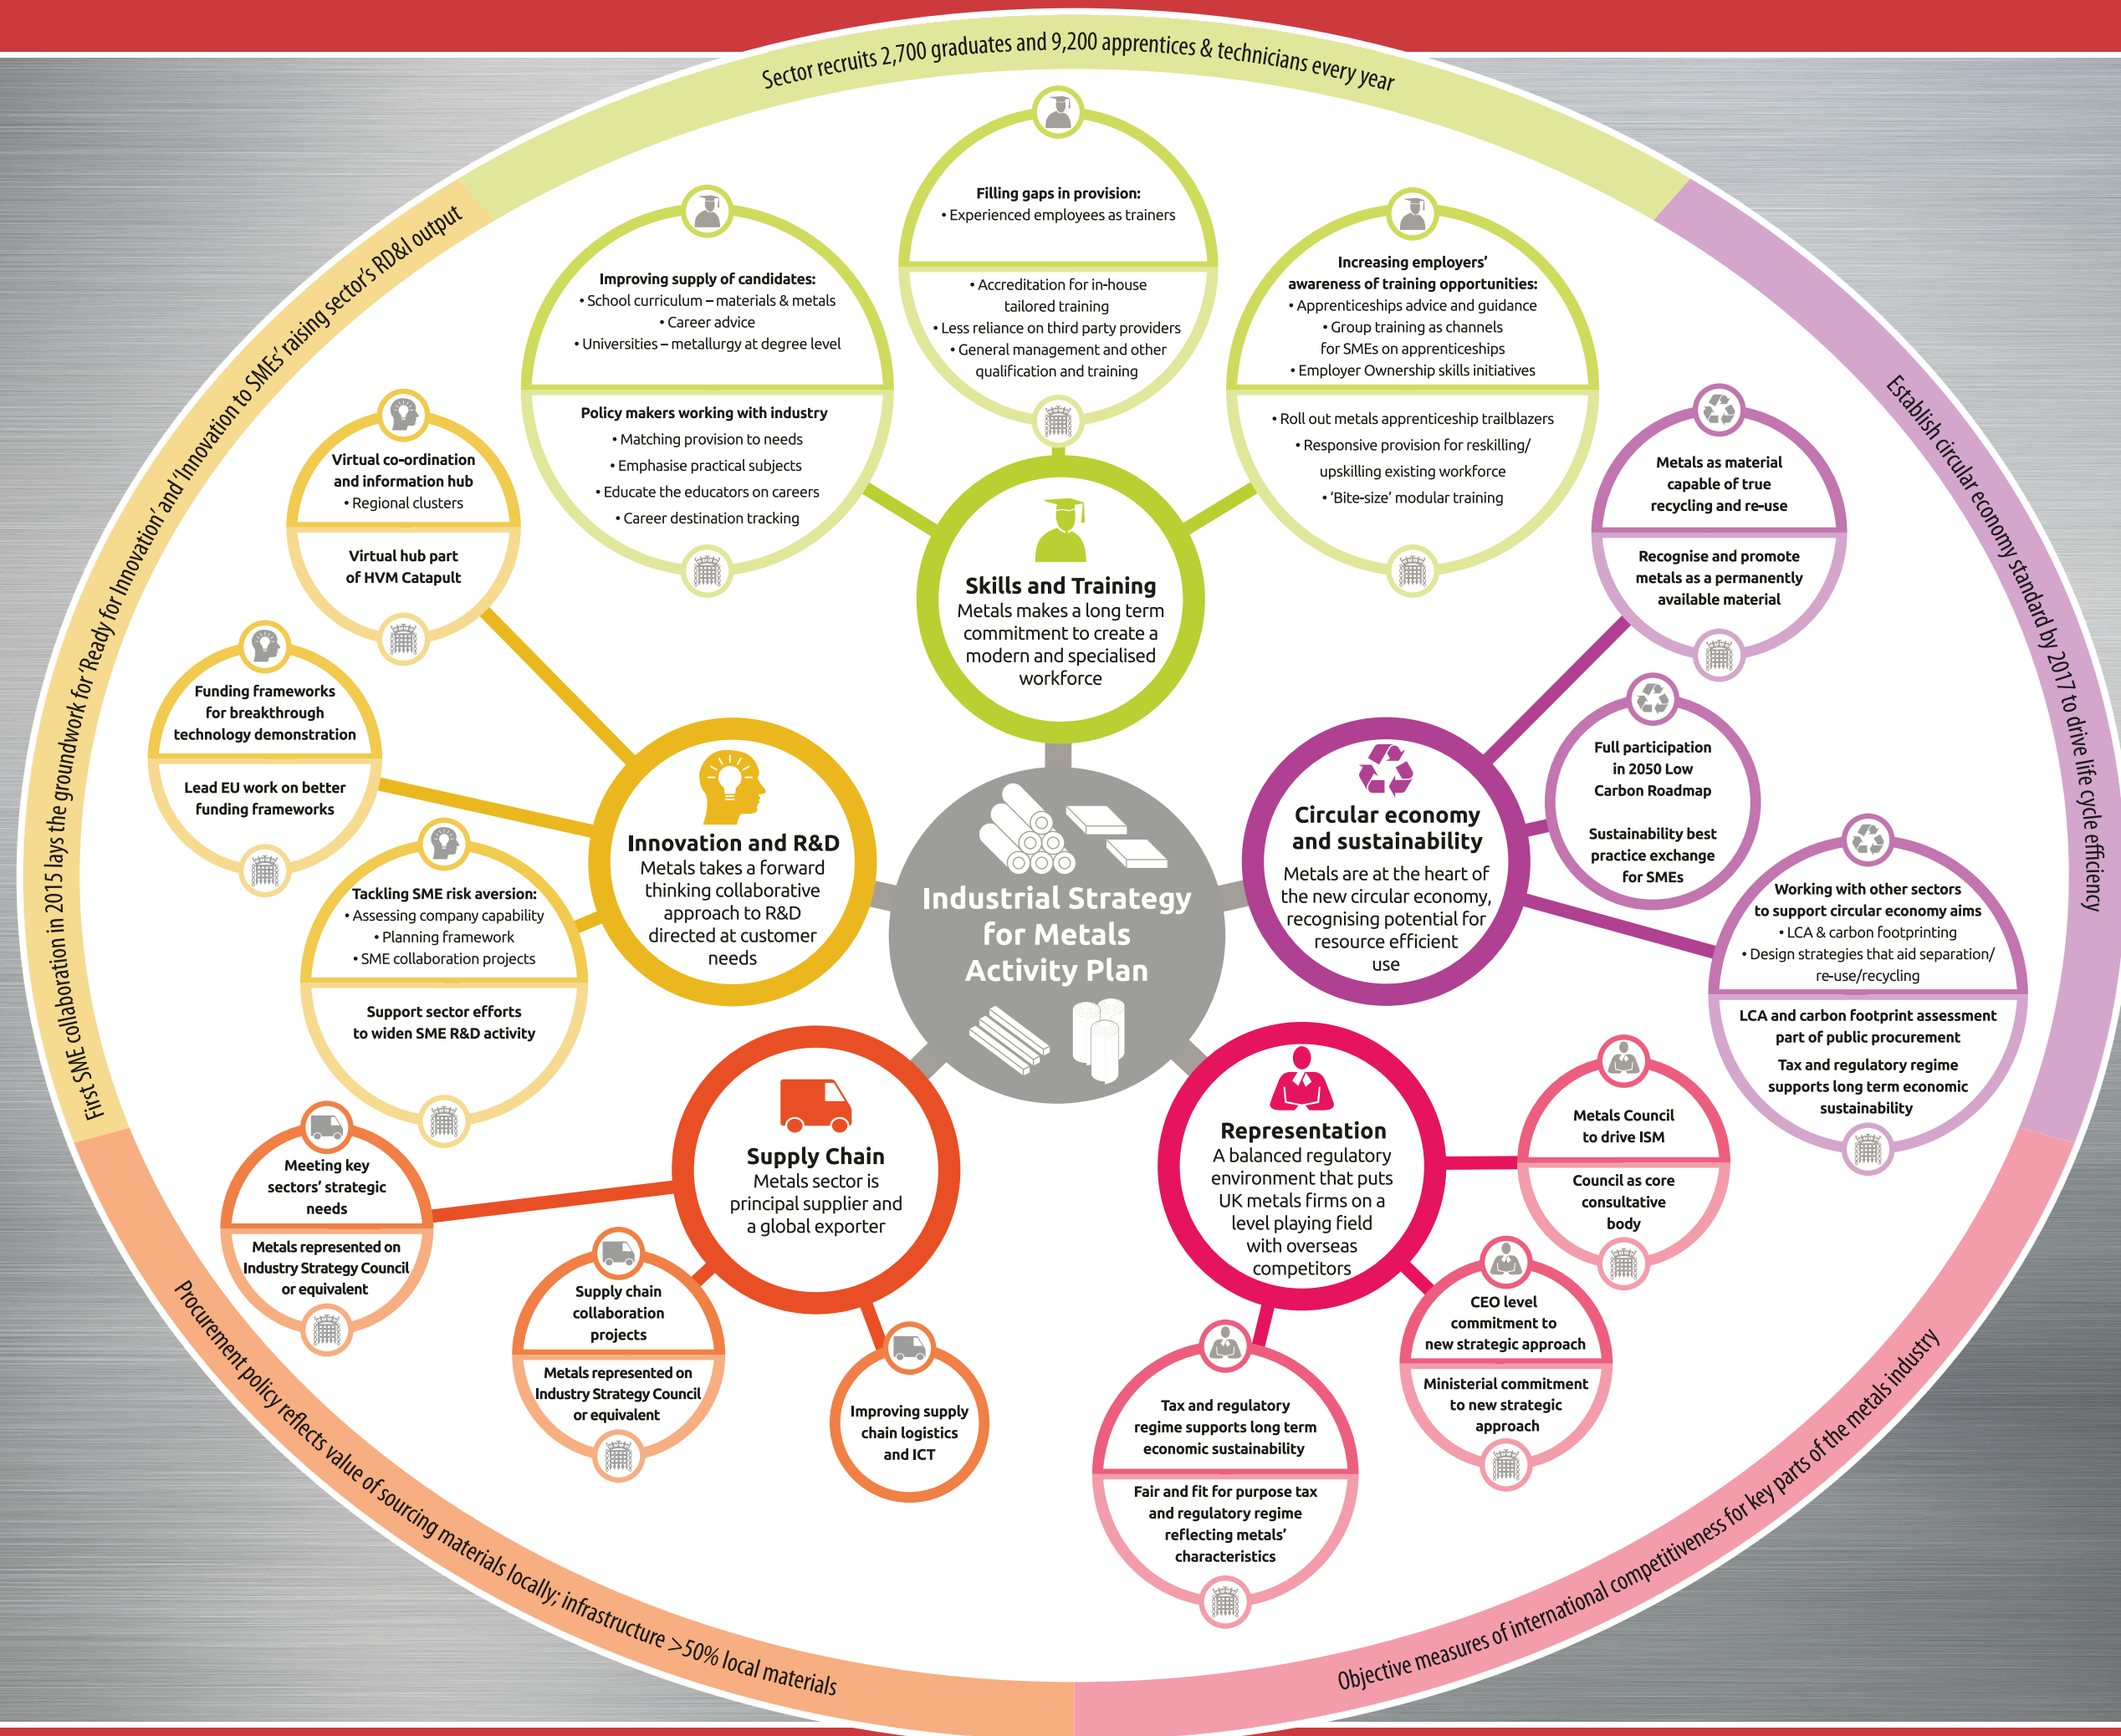 Sector recruits 2,700 graduates and 9,200 apprentices & technicians every year
First SME collaboration in 2015 lays the groundwork for 'Ready for Innovation' and 'Innovation to SMEs' raising sector's RD&I output
Establish circular economy standard by 2017 to drive life cycle efficiency
Procurement policy reflects value of sourcing materials locally; infrastructure >50% local materials
Objective measures of international competitiveness for key parts of the metals industry
Industrial Strategy
for Metals
Activity Plan
Skills and Training
Metals makes a long term
commitment to create a
modern and specialised
workforce
Improving supply of candidates:
• School curriculum – materials & metals
• Career advice
• Universities – metallurgy at degree level
Policy makers working with industry
• Matching provision to needs
• Emphasise practical subjects
• Educate the educators on careers
• Career destination tracking
Filling gaps in provision:
• Experienced employees as trainers
• Accreditation for in-house
tailored training
• Less reliance on third party providers
• General management and other
qualification and training
Increasing employers'
awareness of training opportunities:
• Apprenticeships advice and guidance
• Group training as channels
for SMEs on apprenticeships
• Employer Ownership skills initiatives
• Roll out metals apprenticeship trailblazers
• Responsive provision for reskilling/
upskilling existing workforce
• 'Bite-size' modular training
Innovation and R&D
Metals takes a forward
thinking collaborative
approach to R&D
directed at customer
needs
Virtual co-ordination
and information hub
• Regional clusters
Virtual hub part
of HVM Catapult
Funding frameworks
for breakthrough
technology demonstration
Lead EU work on better
funding frameworks
Tackling SME risk aversion:
• Assessing company capability
• Planning framework
• SME collaboration projects
Support sector efforts
to widen SME R&D activity
Circular economy
and sustainability
Metals are at the heart of
the new circular economy,
recognising potential for
resource efficient
use
Metals as material
capable of true
recycling and re-use
Recognise and promote
metals as a permanently
available material
Full participation
in 2050 Low
Carbon Roadmap
Sustainability best
practice exchange
for SMEs
Working with other sectors
to support circular economy aims
• LCA & carbon footprinting
• Design strategies that aid separation/
re-use/recycling
LCA and carbon footprint assessment
part of public procurement
Tax and regulatory regime
supports long term economic
sustainability
Supply Chain
Metals sector is
principal supplier and
a global exporter
Meeting key
sectors' strategic
needs
Metals represented on
Industry Strategy Council
or equivalent
Supply chain
collaboration
projects
Metals represented on
Industry Strategy Council
or equivalent
Improving supply
chain logistics
and ICT
Representation
A balanced regulatory
environment that puts
UK metals firms on a
level playing field
with overseas
competitors
Metals Council
to drive ISM
Council as core
consultative
body
CEO level
commitment to
new strategic approach
Ministerial commitment
to new strategic
approach
Tax and regulatory
regime supports long term
economic sustainability
Fair and fit for purpose tax
and regulatory regime
reflecting metals'
characteristics